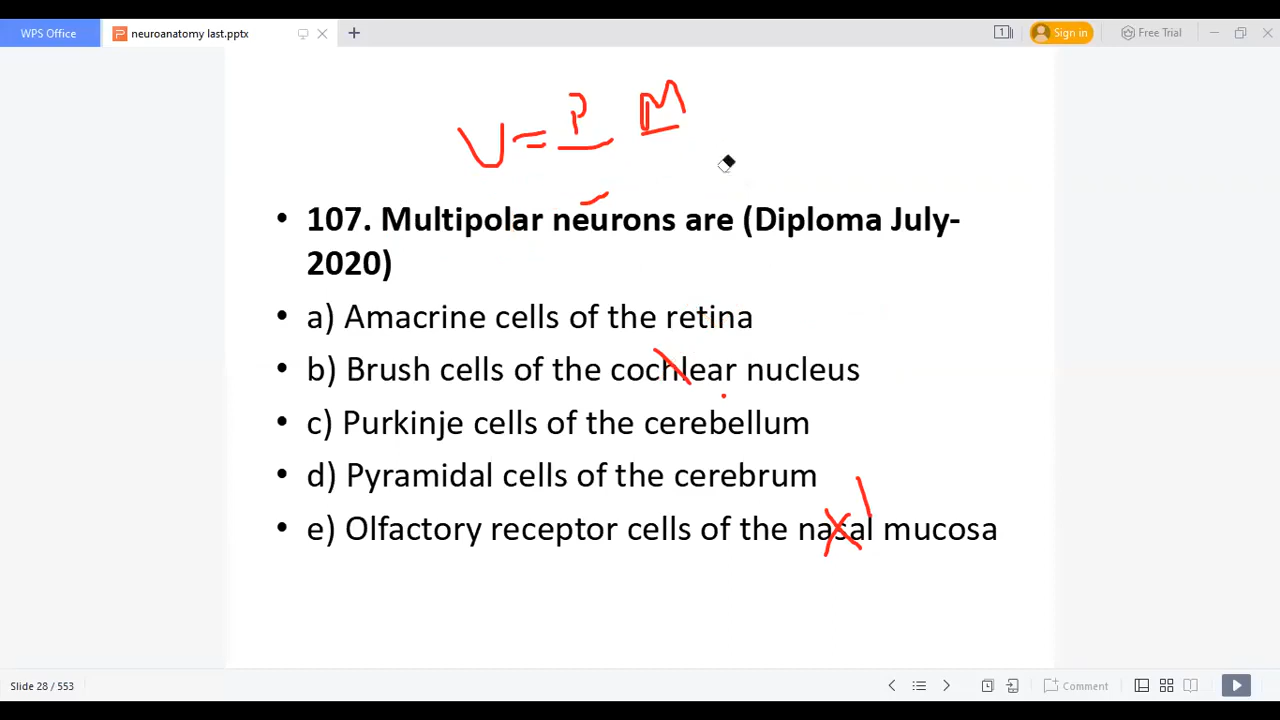 WPS Office
neuroanatomy last.pptx
1
Sign in
Free Trial
V = P M
• 107. Multipolar neurons are (Diploma July-
2020)
• a) Amacrine cells of the retina
• b) Brush cells of the cochlear nucleus
• c) Purkinje cells of the cerebellum
• d) Pyramidal cells of the cerebrum
• e) Olfactory receptor cells of the nasal mucosa
Slide 28 / 553
Comment